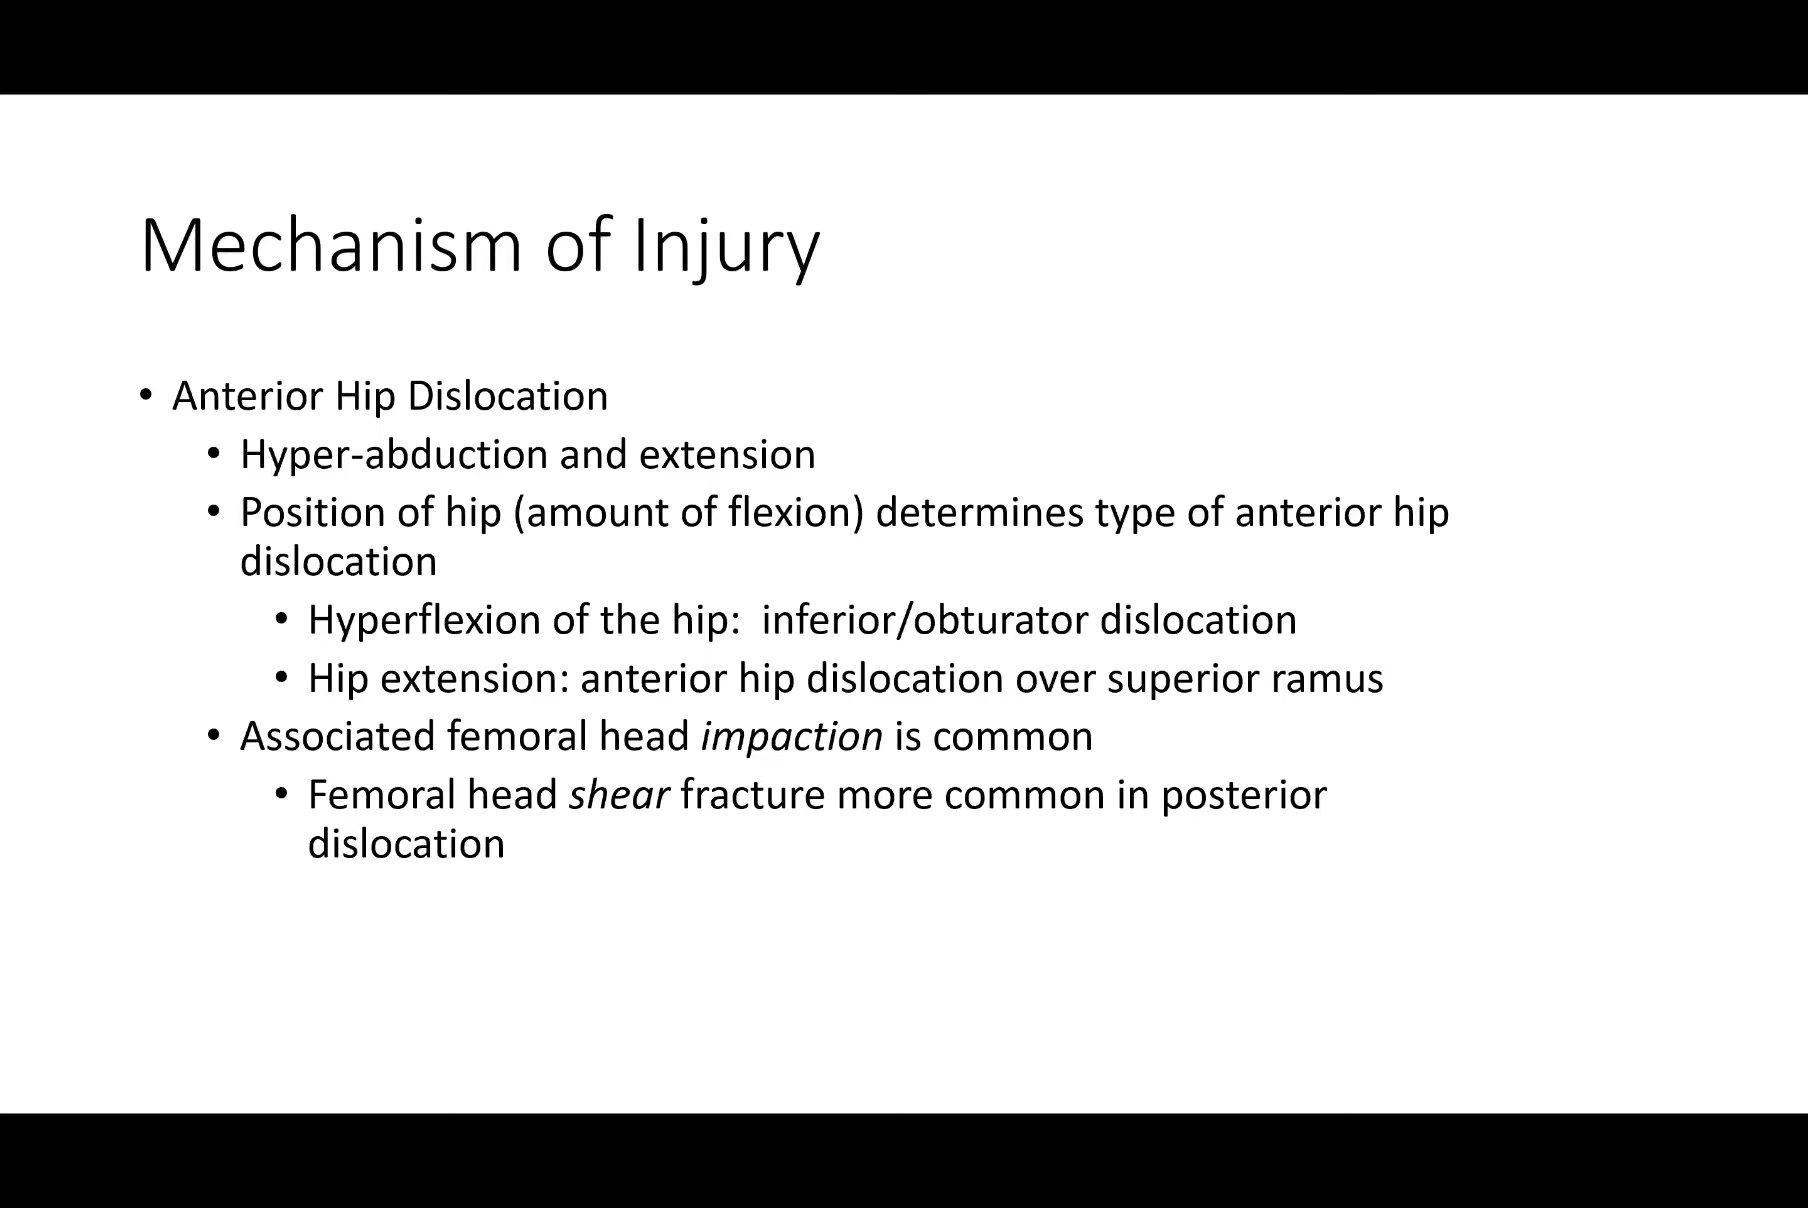 Mechanism of Injury
• Anterior Hip Dislocation
• Hyper-abduction and extension
• Position of hip (amount of flexion) determines type of anterior hip
dislocation
• Hyperflexion of the hip:  inferior/obturator dislocation
• Hip extension: anterior hip dislocation over superior ramus
• Associated femoral head impaction is common
• Femoral head shear fracture more common in posterior
dislocation